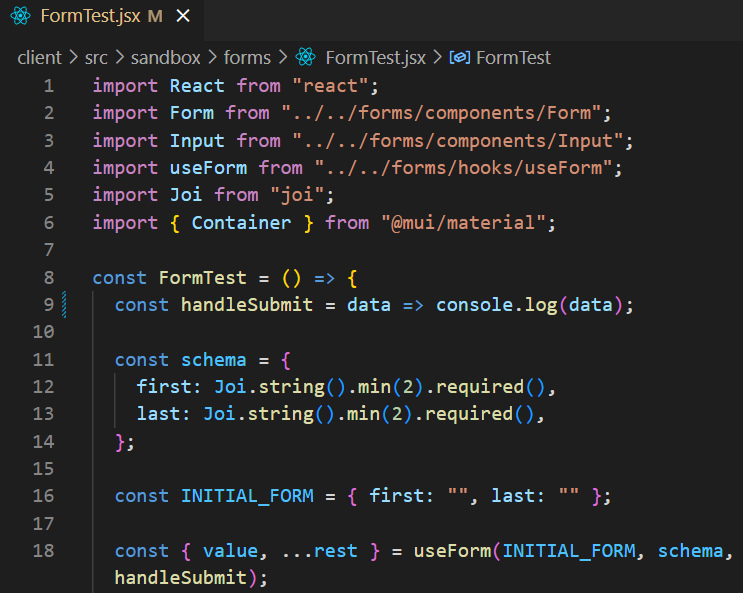 FormTest.jsx M ×
client > src > sandbox > forms > FormTest.jsx > FormTest
1 import React from "react";
2 import Form from "../../forms/components/Form";
3 import Input from "../../forms/components/Input";
4 import useForm from "../../forms/hooks/useForm";
5 import Joi from "joi";
6 import { Container } from "@mui/material";
7
8 const FormTest = () => {
9   const handleSubmit = data => console.log(data);
10
11   const schema = {
12     first: Joi.string().min(2).required(),
13     last: Joi.string().min(2).required(),
14   };
15
16   const INITIAL_FORM = { first: "", last: "" };
17
18   const { value, ...rest } = useForm(INITIAL_FORM, schema,
  handleSubmit);